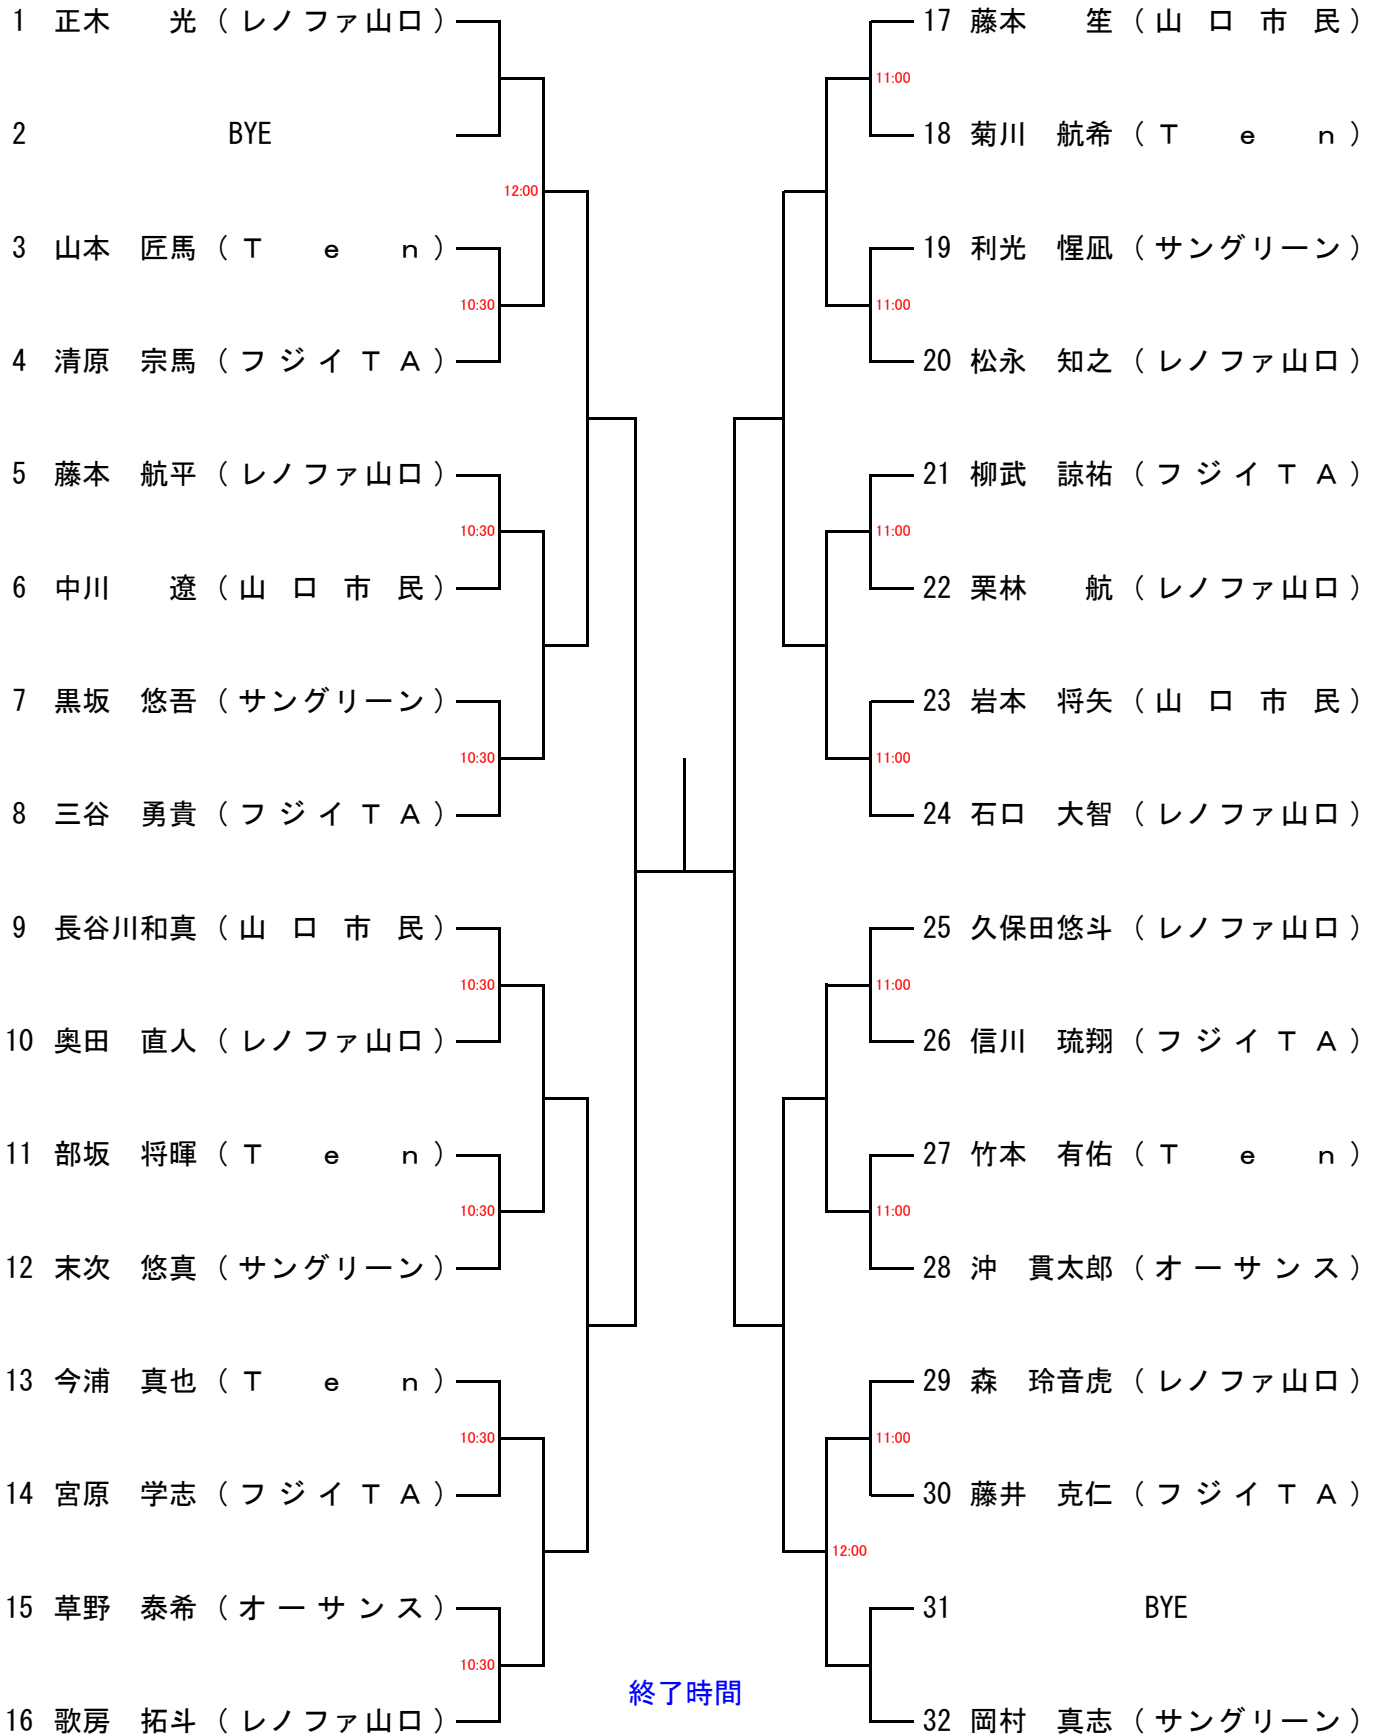 1 正木　　光（レノファ山口）
2 BYE
12:00
3 山本　匠馬（Ｔｅｎ）
10:30
4 清原　宗馬（フジイＴＡ）
5 藤本　航平（レノファ山口）
10:30
6 中川　　遼（山口市民）
7 黒坂　悠吾（サングリーン）
10:30
8 三谷　勇貴（フジイＴＡ）
9 長谷川和真（山口市民）
10:30
10 奥田　直人（レノファ山口）
11 部坂　将暉（Ｔｅｎ）
10:30
12 末次　悠真（サングリーン）
13 今浦　真也（Ｔｅｎ）
10:30
14 宮原　学志（フジイＴＡ）
15 草野　泰希（オーサンス）
10:30
16 歌房　拓斗（レノファ山口）
17 藤本　　笙（山口市民）
11:00
18 菊川　航希（Ｔｅｎ）
19 利光　惺凪（サングリーン）
11:00
20 松永　知之（レノファ山口）
21 柳武　諒祐（フジイＴＡ）
11:00
22 栗林　　航（レノファ山口）
23 岩本　将矢（山口市民）
11:00
24 石口　大智（レノファ山口）
25 久保田悠斗（レノファ山口）
11:00
26 信川　琉翔（フジイＴＡ）
27 竹本　有佑（Ｔｅｎ）
11:00
28 沖　貫太郎（オーサンス）
29 森　玲音虎（レノファ山口）
11:00
30 藤井　克仁（フジイＴＡ）
12:00
31 BYE
32 岡村　真志（サングリーン）
終了時間